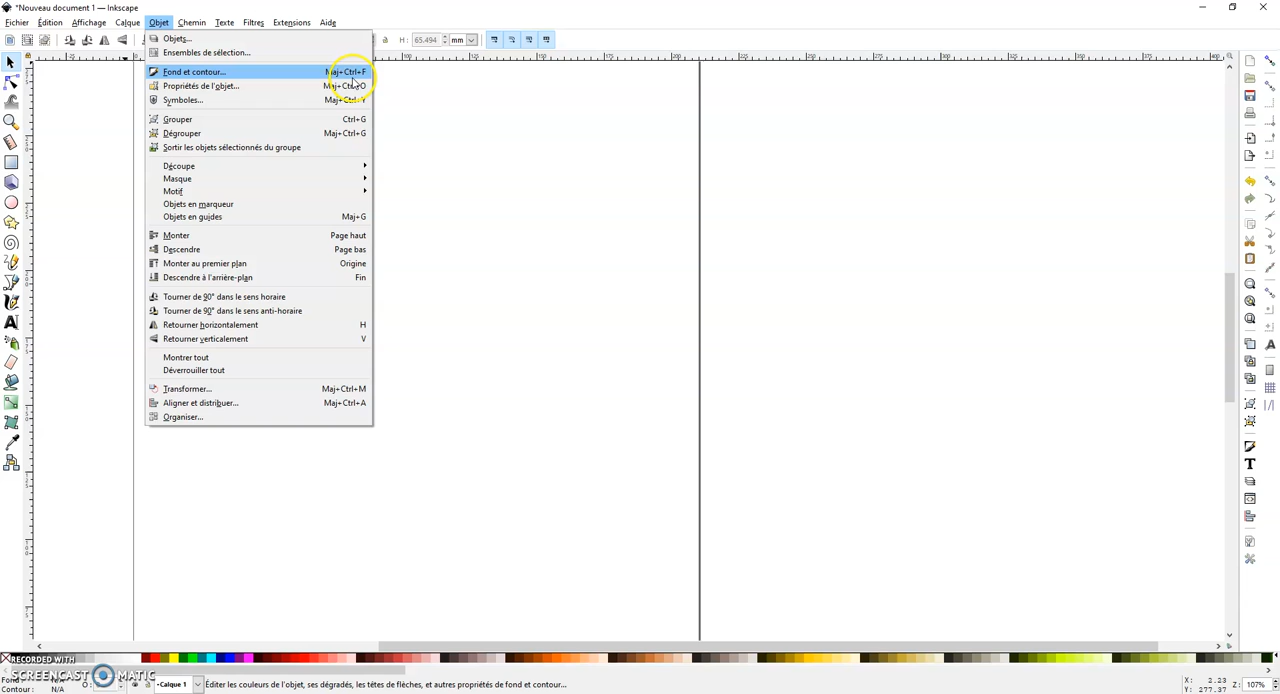 *Nouveau document 1 — Inkscape
Fichier Édition Affichage Calque Objet Chemin Texte Filtres Extensions Aide
H : 65.494 mm
Objets...
Ensembles de sélection...
Fond et contour... Maj+Ctrl+F
Propriétés de l'objet... Maj+Ctrl+O
Symboles... Maj+Ctrl+Y
Grouper Ctrl+G
Dégrouper Maj+Ctrl+G
Sortir les objets sélectionnés du groupe
Découpe
Masque
Motif
Objets en marqueur
Objets en guides Maj+G
Monter Page haut
Descendre Page bas
Monter au premier plan Origine
Descendre à l'arrière-plan Fin
Tourner de 90° dans le sens horaire
Tourner de 90° dans le sens anti-horaire
Retourner horizontalement H
Retourner verticalement V
Montrer tout
Déverrouiller tout
Transformer... Maj+Ctrl+M
Aligner et distribuer... Maj+Ctrl+A
Organiser...
RECORDED WITH
SCREENCAST MATIC
Fond : N/A
Contour : N/A
O :
•Calque 1
Éditer les couleurs de l'objet, ses dégradés, les têtes de flèches, et autres propriétés de fond et contour...
X : 2.23
Y : 277.37
Z : 107%